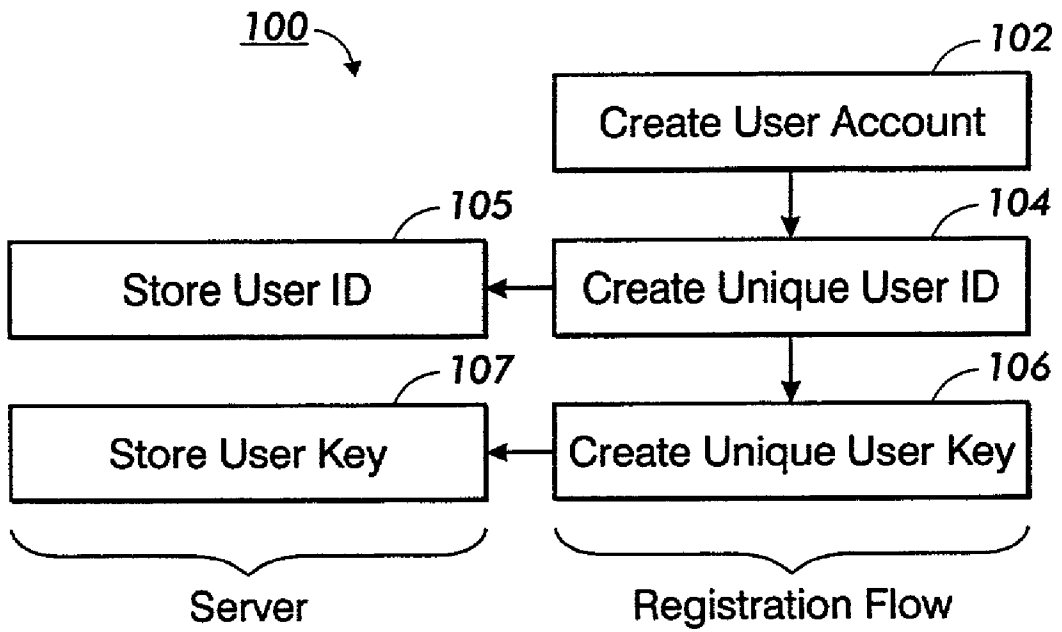 100
102
Create User Account
105
104
Store User ID
Create Unique User ID
107
106
Store User Key
Create Unique User Key
Server
Registration Flow